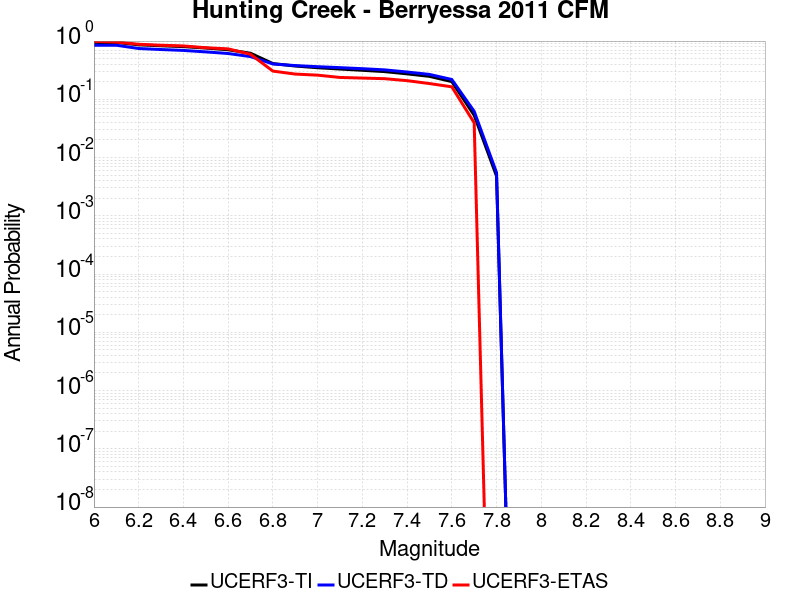 Hunting Creek - Berryessa 2011 CFM
10^0
10^-1
10^-2
10^-3
10^-4
10^-5
10^-6
10^-7
10^-8
Annual Probability
6 6.2 6.4 6.6 6.8 7 7.2 7.4 7.6 7.8 8 8.2 8.4 8.6 8.8 9
Magnitude
UCERF3-TI UCERF3-TD UCERF3-ETAS